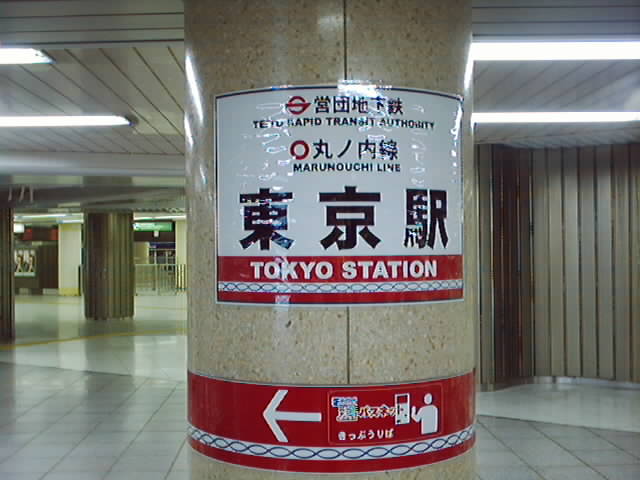 営団地下鉄
TEITO RAPID TRANSIT AUTHORITY
丸ノ内線
MARUNOUCHI LINE
東京駅
TOKYO STATION
パスネット
きっぷうりば